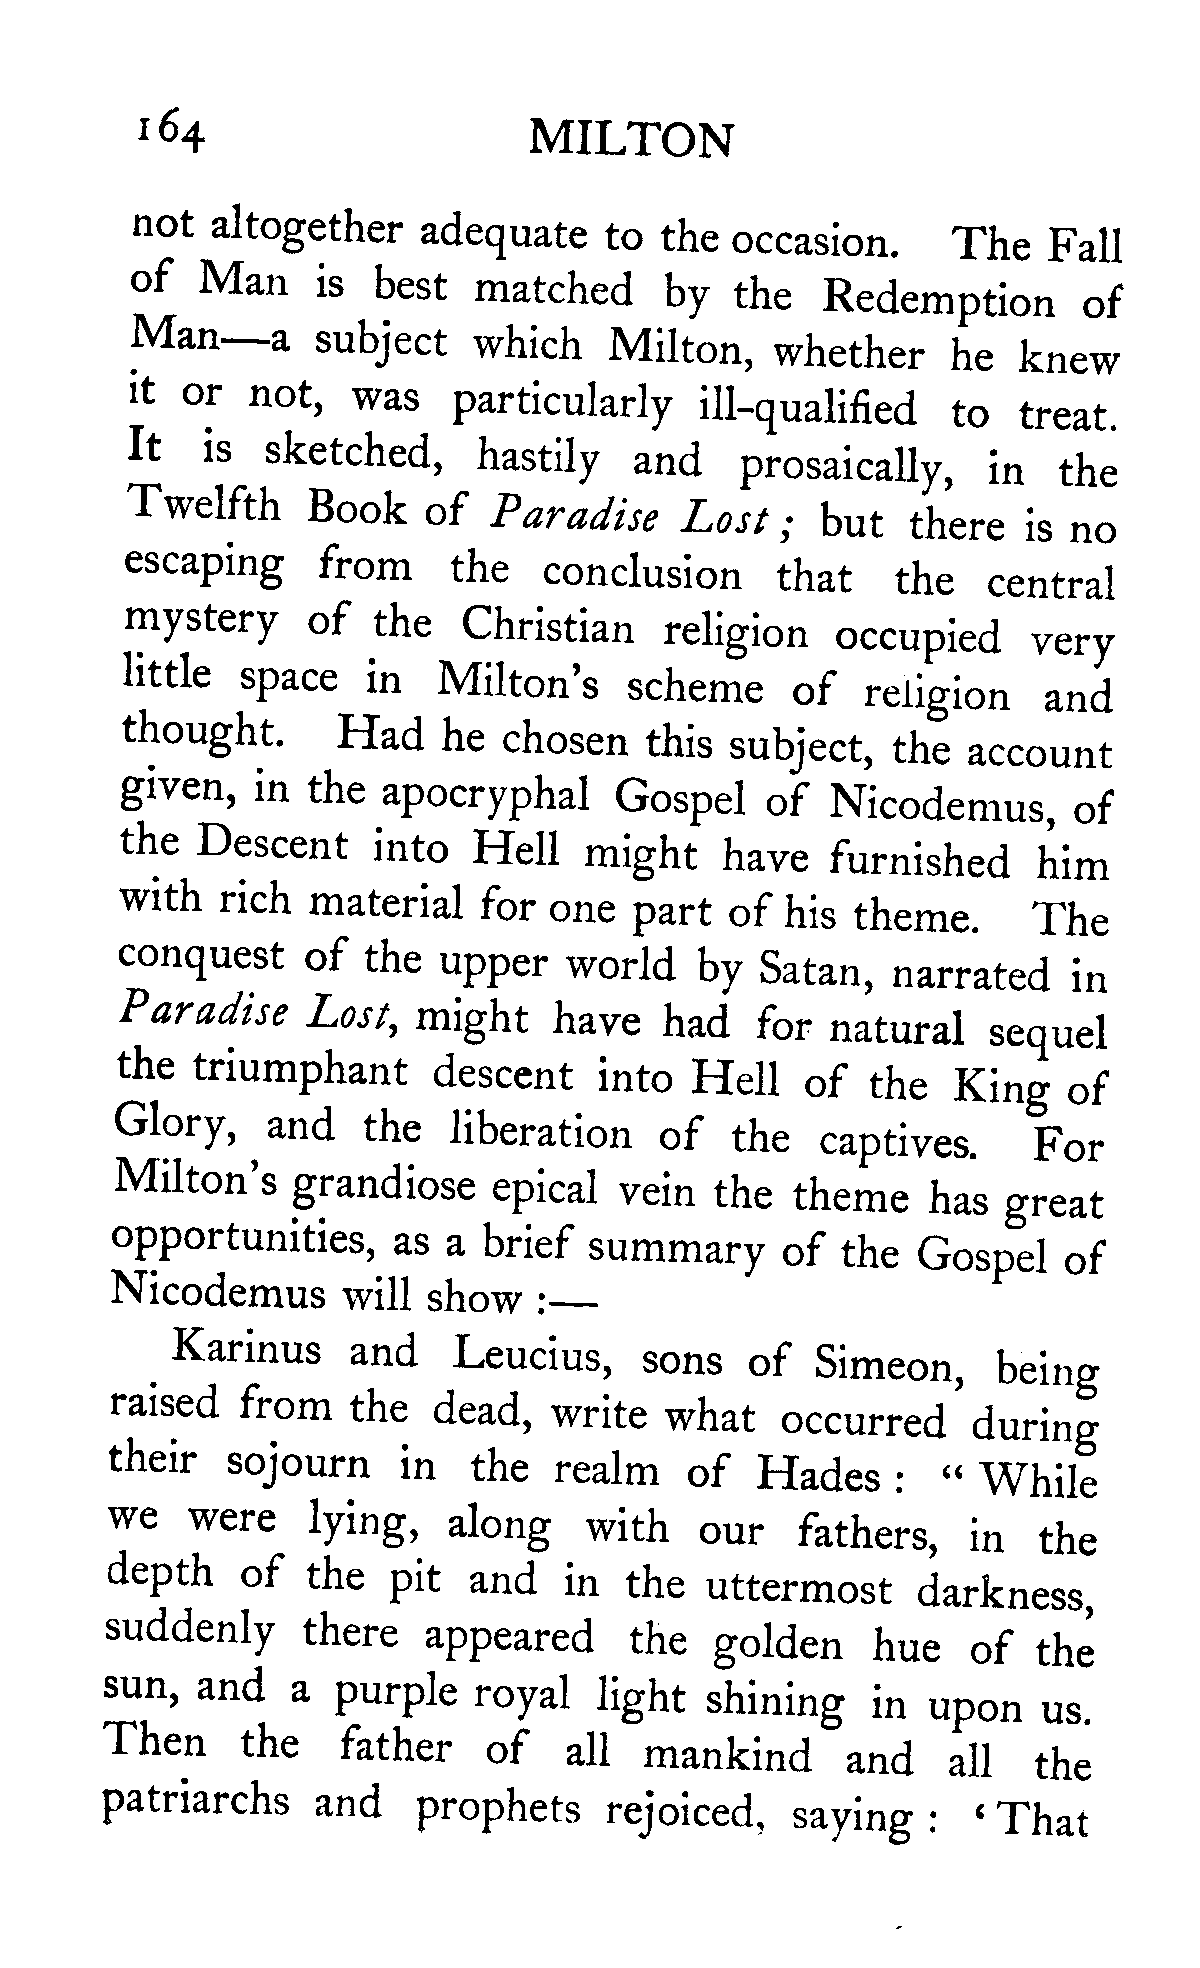 164 MILTON
not altogether adequate to the occasion. The Fall
of Man is best matched by the Redemption of
Man—a subject which Milton, whether he knew
it or not, was particularly ill-qualified to treat.
It is sketched, hastily and prosaically, in the
Twelfth Book of Paradise Lost ; but there is no
escaping from the conclusion that the central
mystery of the Christian religion occupied very
little space in Milton's scheme of religion and
thought. Had he chosen this subject, the account
given, in the apocryphal Gospel of Nicodemus, of
the Descent into Hell might have furnished him
with rich material for one part of his theme. The
conquest of the upper world by Satan, narrated in
Paradise Lost, might have had for natural sequel
the triumphant descent into Hell of the King of
Glory, and the liberation of the captives. For
Milton's grandiose epical vein the theme has great
opportunities, as a brief summary of the Gospel of
Nicodemus will show :—
Karinus and Leucius, sons of Simeon, being
raised from the dead, write what occurred during
their sojourn in the realm of Hades : “ While
we were lying, along with our fathers, in the
depth of the pit and in the uttermost darkness,
suddenly there appeared the golden hue of the
sun, and a purple royal light shining in upon us.
Then the father of all mankind and all the
patriarchs and prophets rejoiced, saying : ‘ That